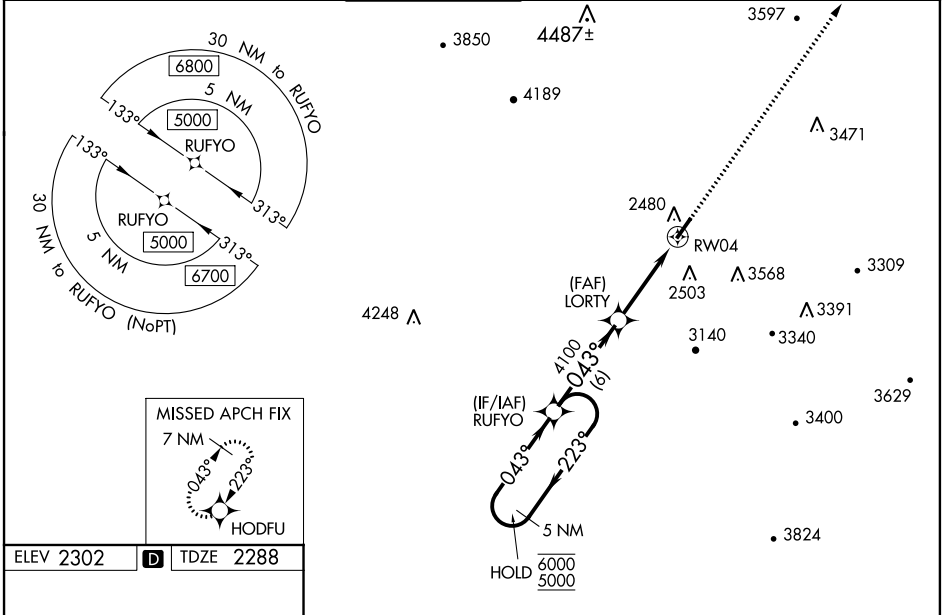 30 NM to RUFYO
6800
5 NM
5000
133°
RUFYO
313°
133°
RUFYO
5000
313°
5 NM
6700
30 NM to RUFYO (NoPT)
3850
4487±
3597
4189
3471
2480
RW04
(FAF)
LORTY
2503
3568
3309
4248
3391
3140
3340
4100
043°
(6)
3629
(IF/IAF)
RUFYO
3400
043°
223°
5 NM
3824
HOLD
6000
5000
MISSED APCH FIX
7 NM
043°
223°
HODFU
ELEV 2302
D
TDZE 2288